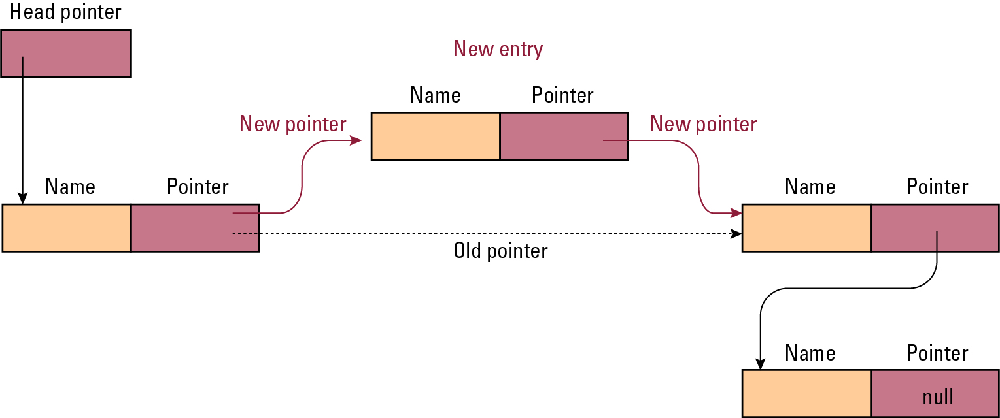 Head pointer
New entry
Name Pointer
New pointer
New pointer
Name Pointer
Name Pointer
Old pointer
Name Pointer
null